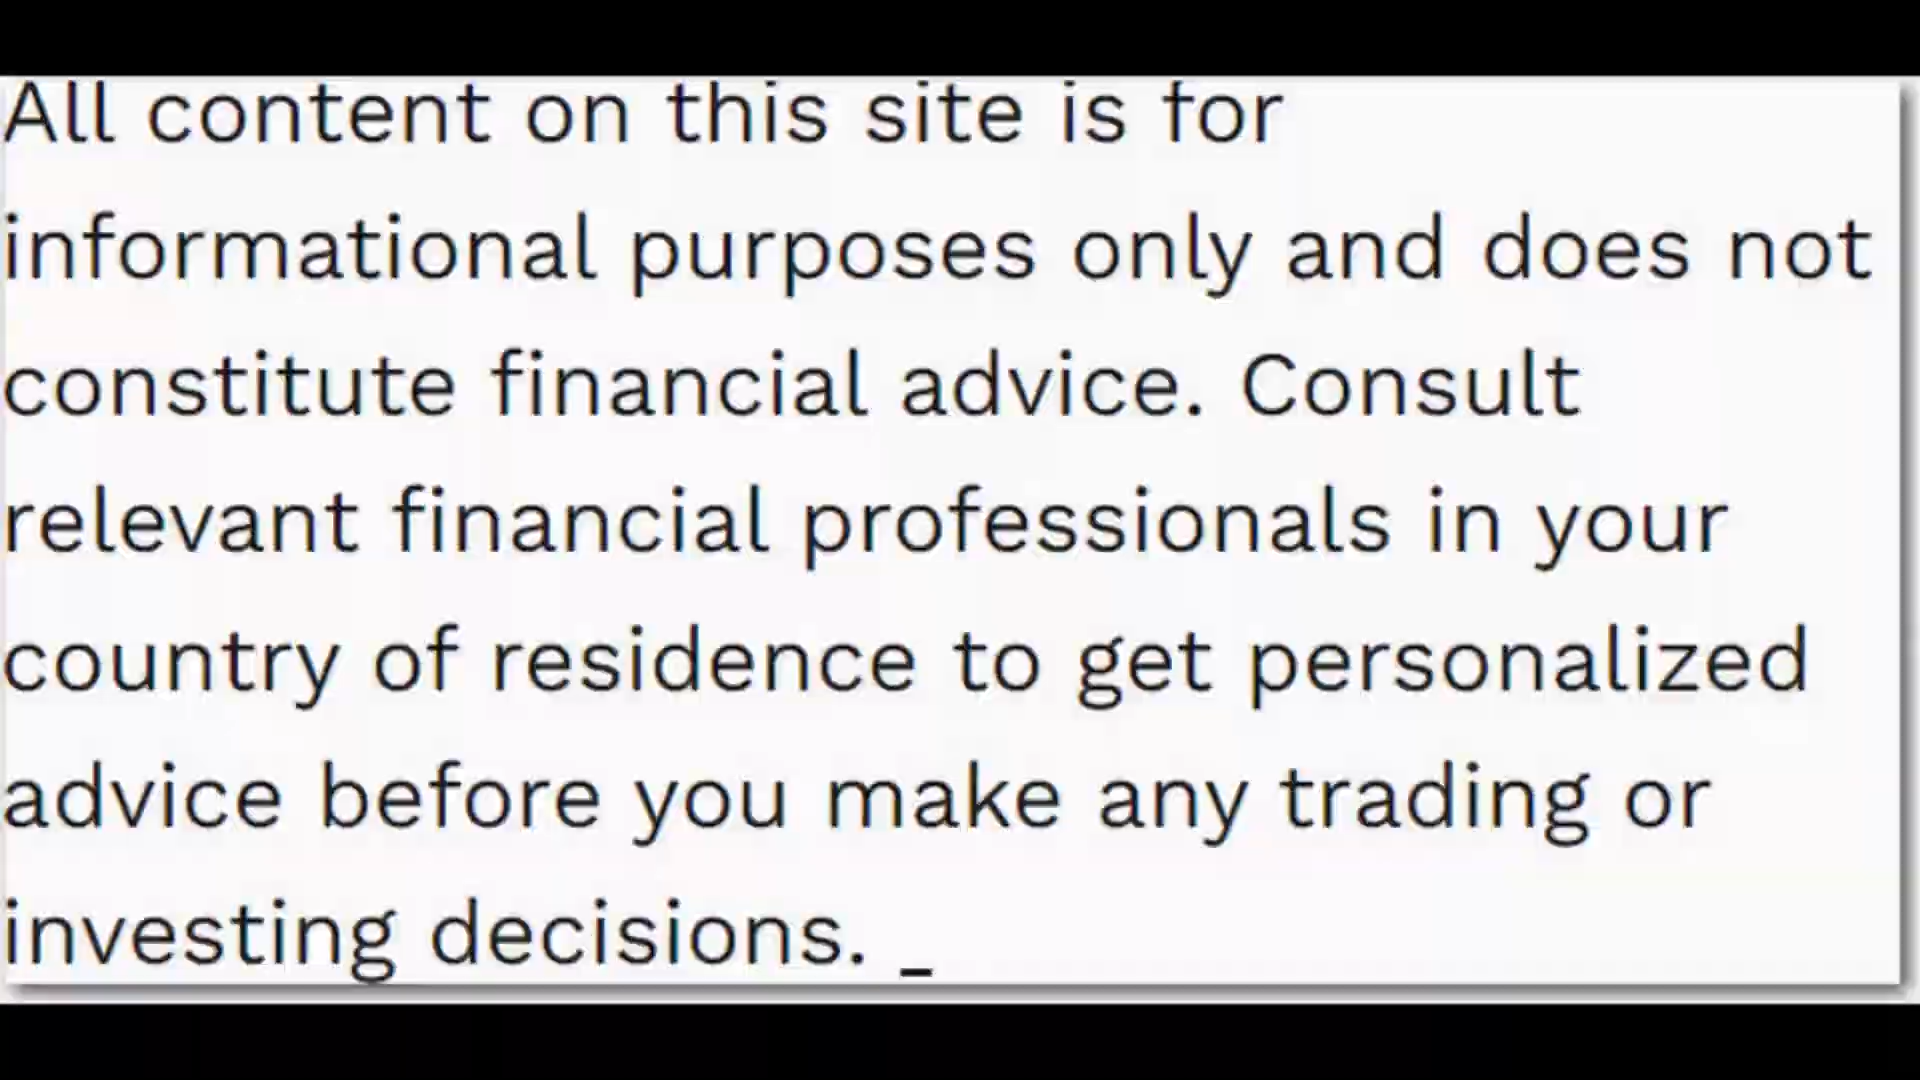 All content on this site is for
informational purposes only and does not
constitute financial advice. Consult
relevant financial professionals in your
country of residence to get personalized
advice before you make any trading or
investing decisions. _